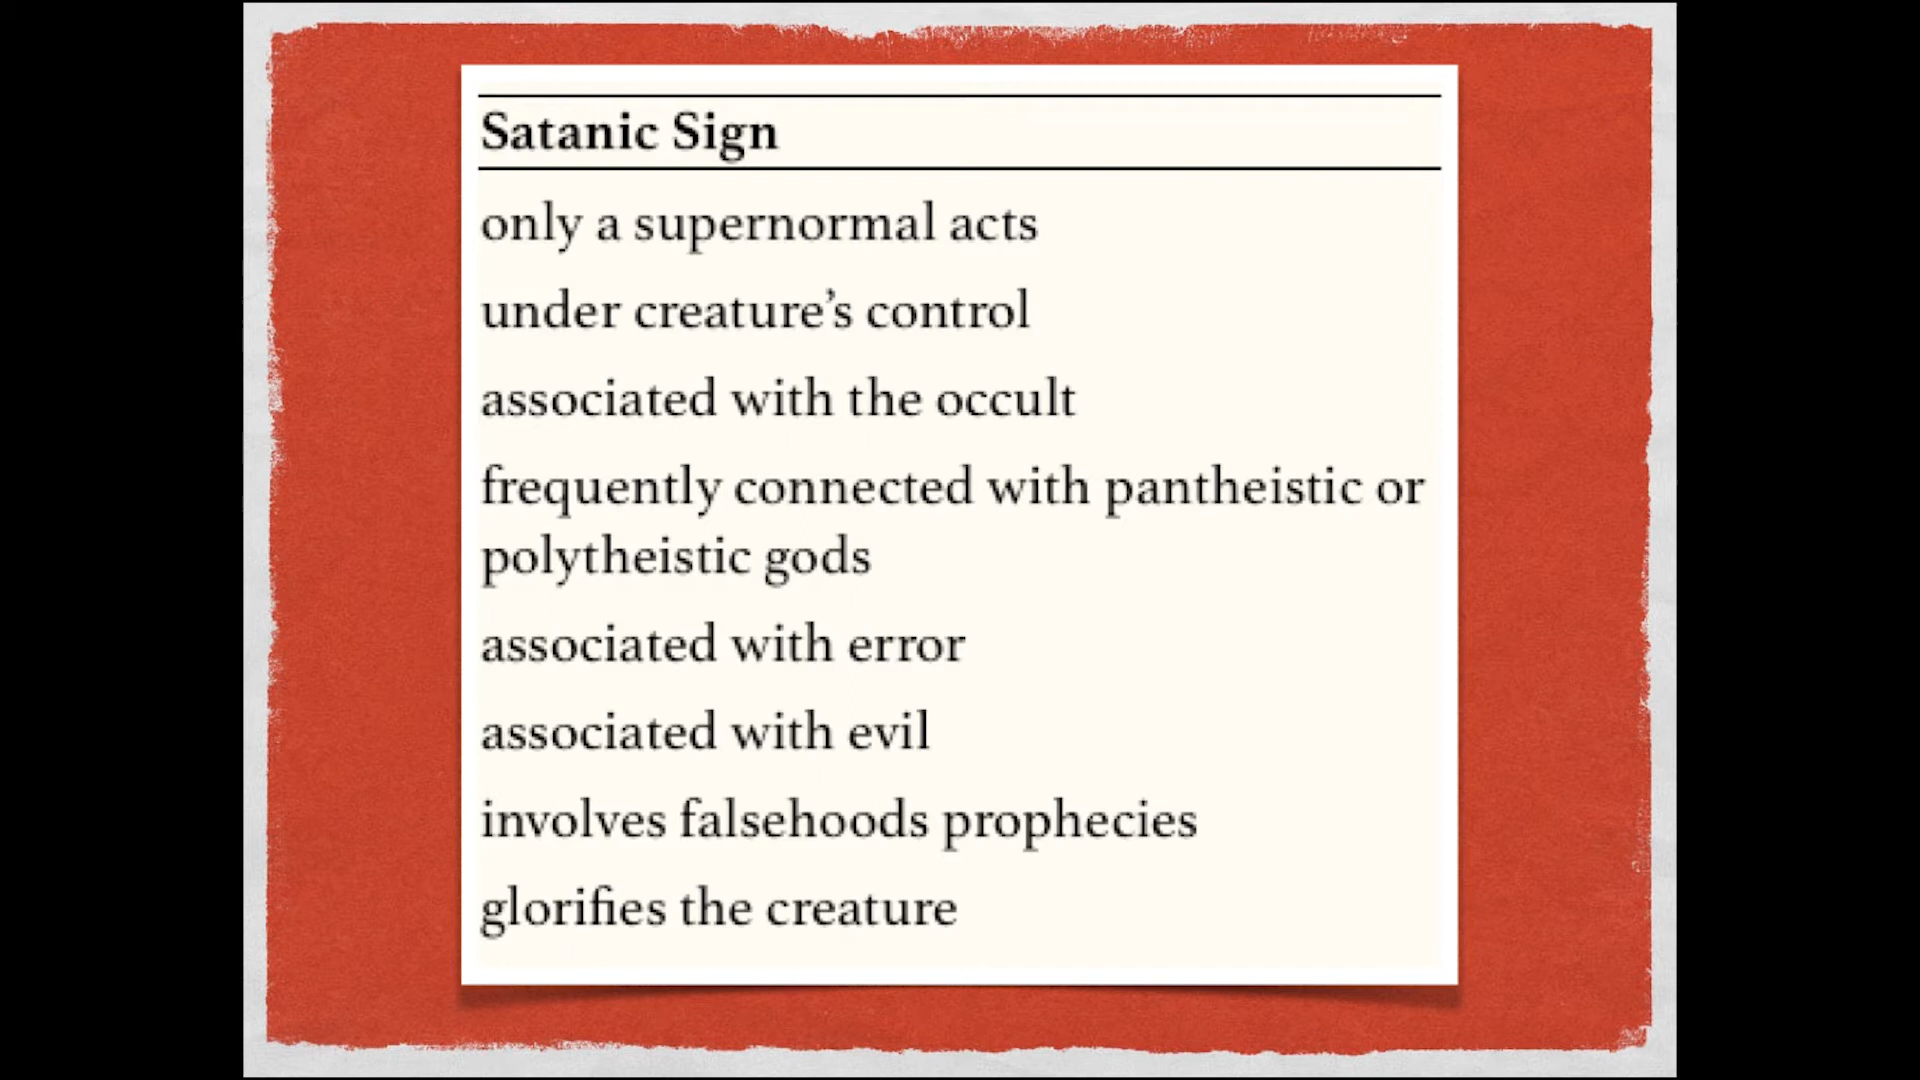 Satanic Sign
only a supernormal acts
under creature’s control
associated with the occult
frequently connected with pantheistic or
polytheistic gods
associated with error
associated with evil
involves falsehoods prophecies
glorifies the creature